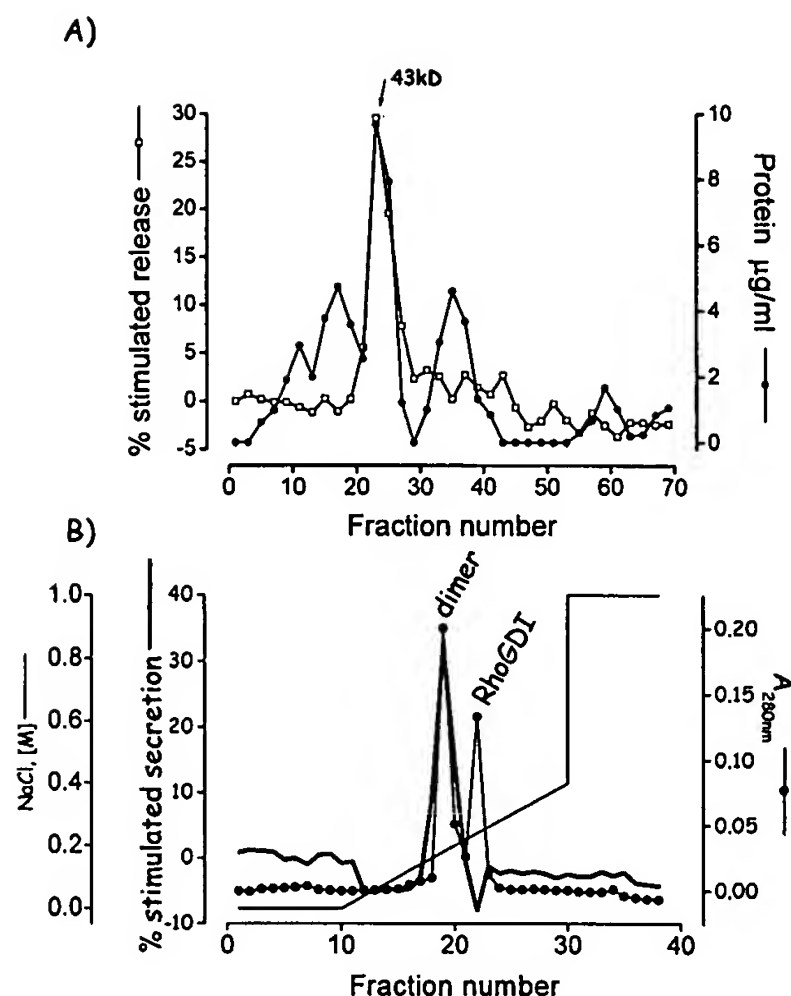 A)
43kD
% stimulated release
30
25
20
15
10
5
0
-5
10
8
6
4
2
0
Protein μg/ml
0 10 20 30 40 50 60 70
Fraction number
B)
NaCl, [M]
1.0
0.8
0.6
0.4
0.2
0.0
% stimulated secretion
40
35
30
10
0
-10
dimer
RhoGDI
0.20
0.15
0.10
0.05
0.00
A280nm
0 10 20 30 40
Fraction number